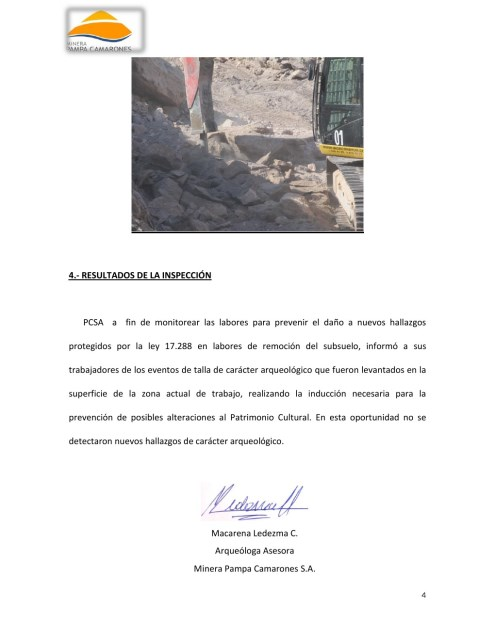 MINERA
PAMPA CAMARONES
01
4.- RESULTADOS DE LA INSPECCIÓN
PCSA a fin de monitorear las labores para prevenir el daño a nuevos hallazgos
protegidos por la ley 17.288 en labores de remoción del subsuelo, informó a sus
trabajadores de los eventos de talla de carácter arqueológico que fueron levantados en la
superficie de la zona actual de trabajo, realizando la inducción necesaria para la
prevención de posibles alteraciones al Patrimonio Cultural. En esta oportunidad no se
detectaron nuevos hallazgos de carácter arqueológico.
Macarena Ledezma C.
Arqueóloga Asesora
Minera Pampa Camarones S.A.
4